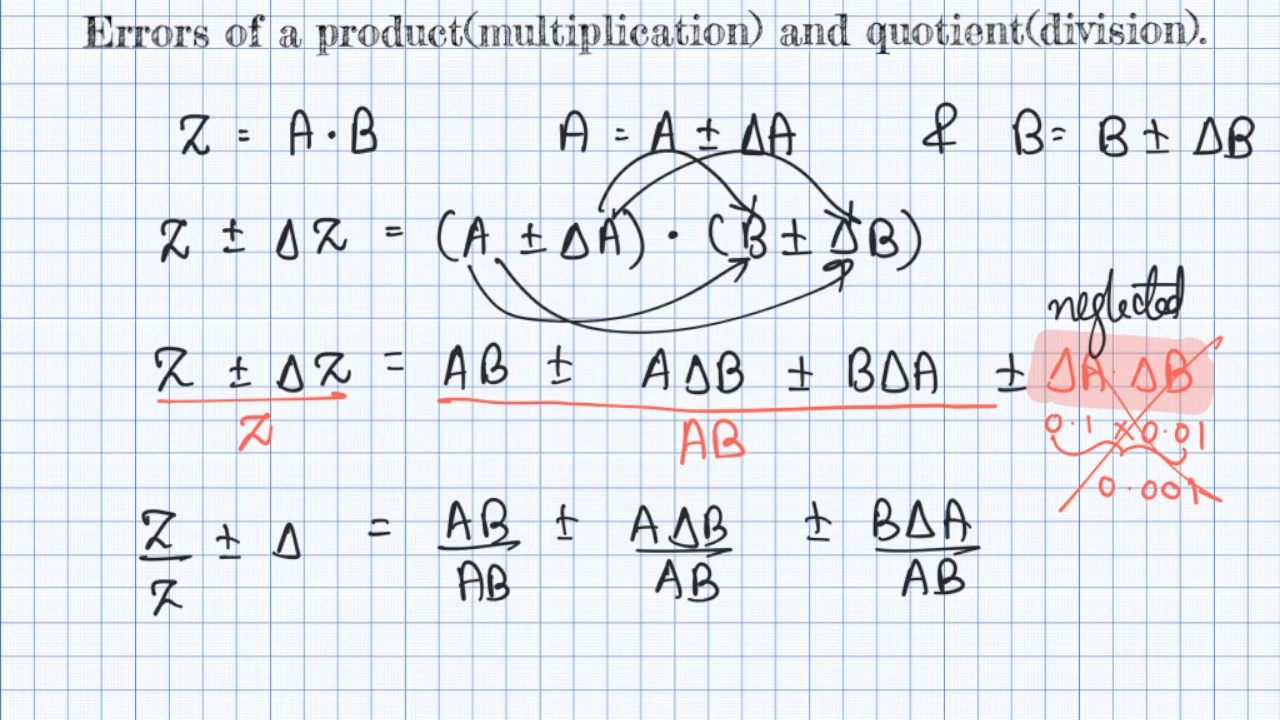 Errors of a product(multiplication) and quotient(division).
Z = A · B    A = A ± ΔA    & B = B ± ΔB
Z ± ΔZ = (A ± ΔA) · (B ± ΔB)
neglected
Z ± ΔZ = AB ± AΔB ± BΔA ± ΔA · ΔB
Z    AB    0.1 × 0.01
0.001
Z ± Δ = AB ± AΔB ± BΔA
Z    AB    AB    AB